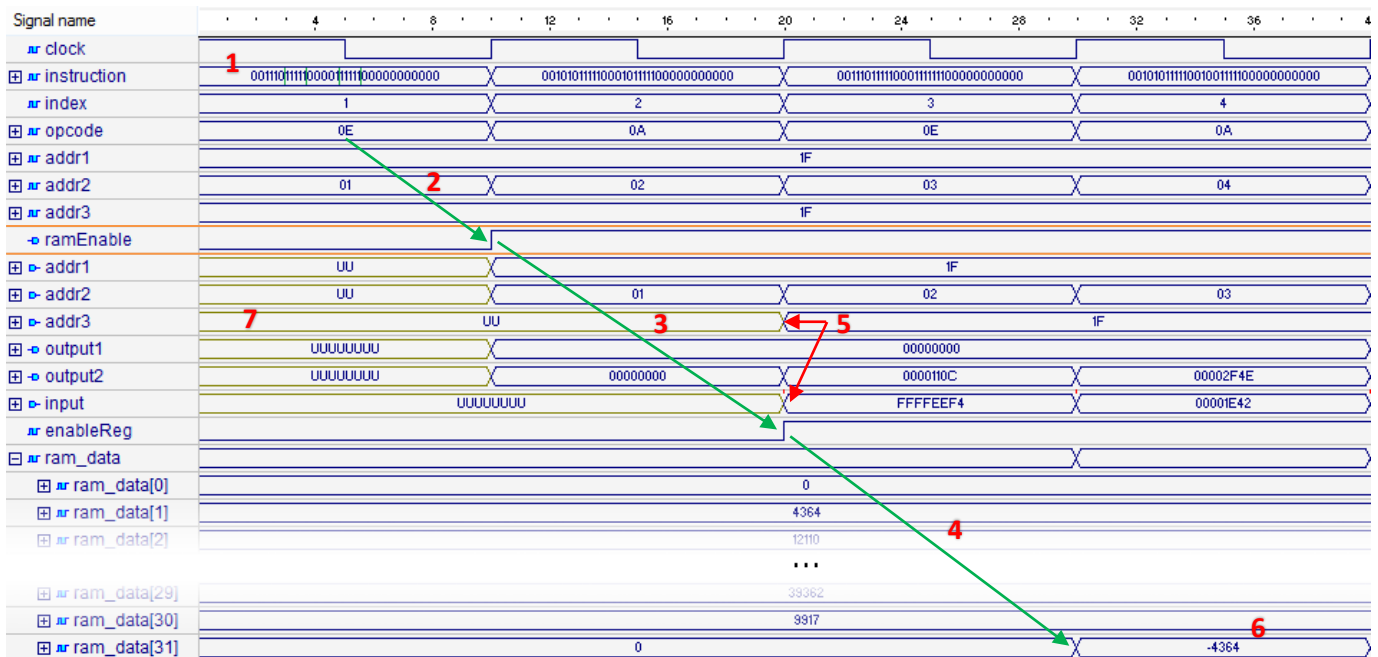 Signal name 4 8 12 16 20 24 28 32 36 4
clock
instruction 1 00111011111000011111100000000000 00101011111000101111100000000000 00111011111000111111100000000000 00101011111001001111100000000000
index 1 2 3 4
opcode 0E 0A 0E 0A
addr1 1F
addr2 01 2 02 03 04
addr3 1F
ramEnable
addr1 UU 1F
addr2 UU 01 02 03
addr3 7 UU 3 5 1F
output1 UUUUUUUU 00000000
output2 UUUUUUUU 00000000 0000110C 00002F4E
input UUUUUUUU FFFFEEF4 00001E42
enableReg
ram_data
ram_data[0] 0
ram_data[1] 4364
ram_data[2] 12110 4
...
ram_data[29] 39362
ram_data[30] 9917 6
ram_data[31] 0 -4364